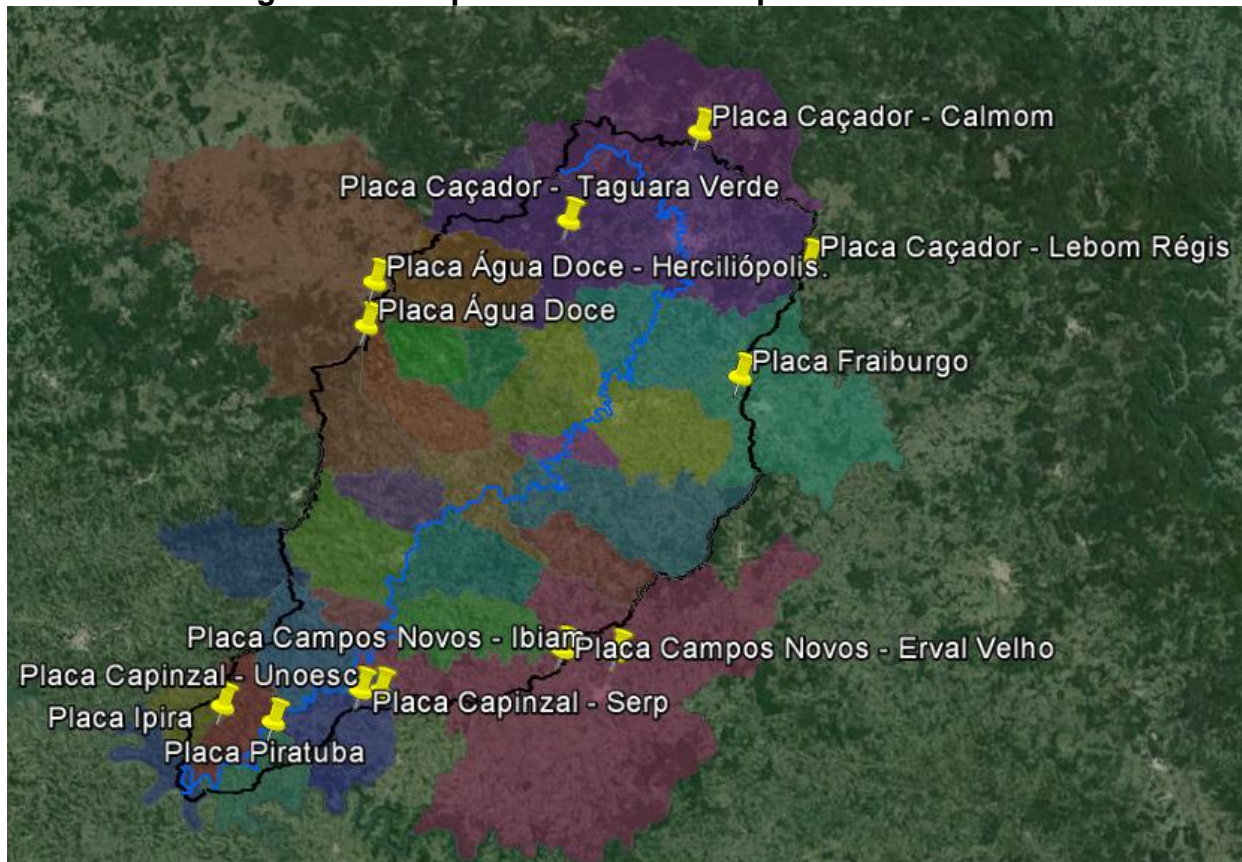 Placa Caçador - Calmom
Placa Caçador - Taguara Verde
Placa Caçador - Lebom Régis
Placa Água Doce - Herciliópolis.
Placa Água Doce
Placa Fraiburgo
Placa Campos Novos - Ibiam
Placa Campos Novos - Erval Velho
Placa Capinzal - Unoesc
Placa Capinzal - Serp
Placa Ipira
Placa Piratuba